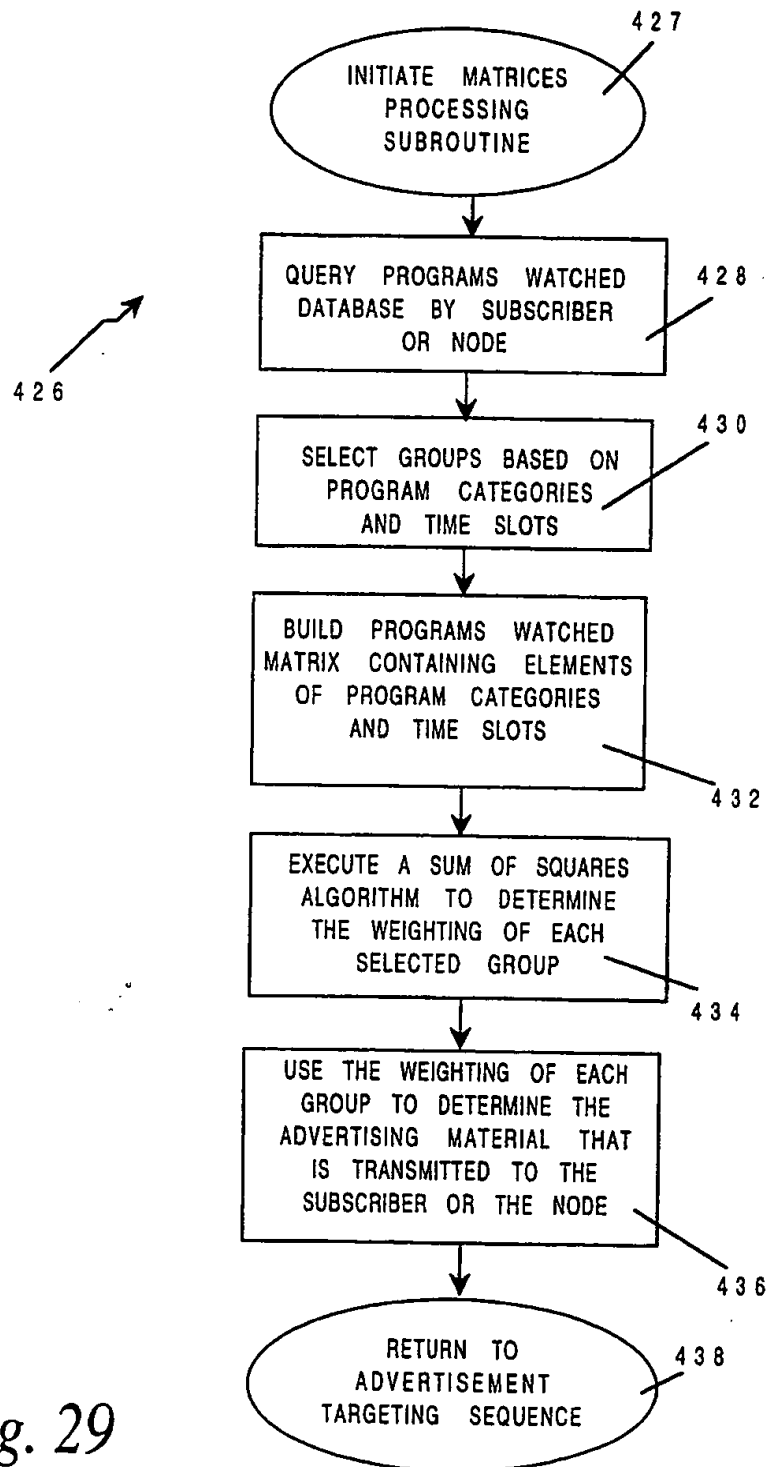 427
INITIATE MATRICES
PROCESSING
SUBROUTINE
QUERY PROGRAMS WATCHED
DATABASE BY SUBSCRIBER
OR NODE
428
426
430
SELECT GROUPS BASED ON
PROGRAM CATEGORIES
AND TIME SLOTS
BUILD PROGRAMS WATCHED
MATRIX CONTAINING ELEMENTS
OF PROGRAM CATEGORIES
AND TIME SLOTS
432
EXECUTE A SUM OF SQUARES
ALGORITHM TO DETERMINE
THE WEIGHTING OF EACH
SELECTED GROUP
434
USE THE WEIGHTING OF EACH
GROUP TO DETERMINE THE
ADVERTISING MATERIAL THAT
IS TRANSMITTED TO THE
SUBSCRIBER OR THE NODE
436
RETURN TO
ADVERTISEMENT
TARGETING SEQUENCE
438
g. 29